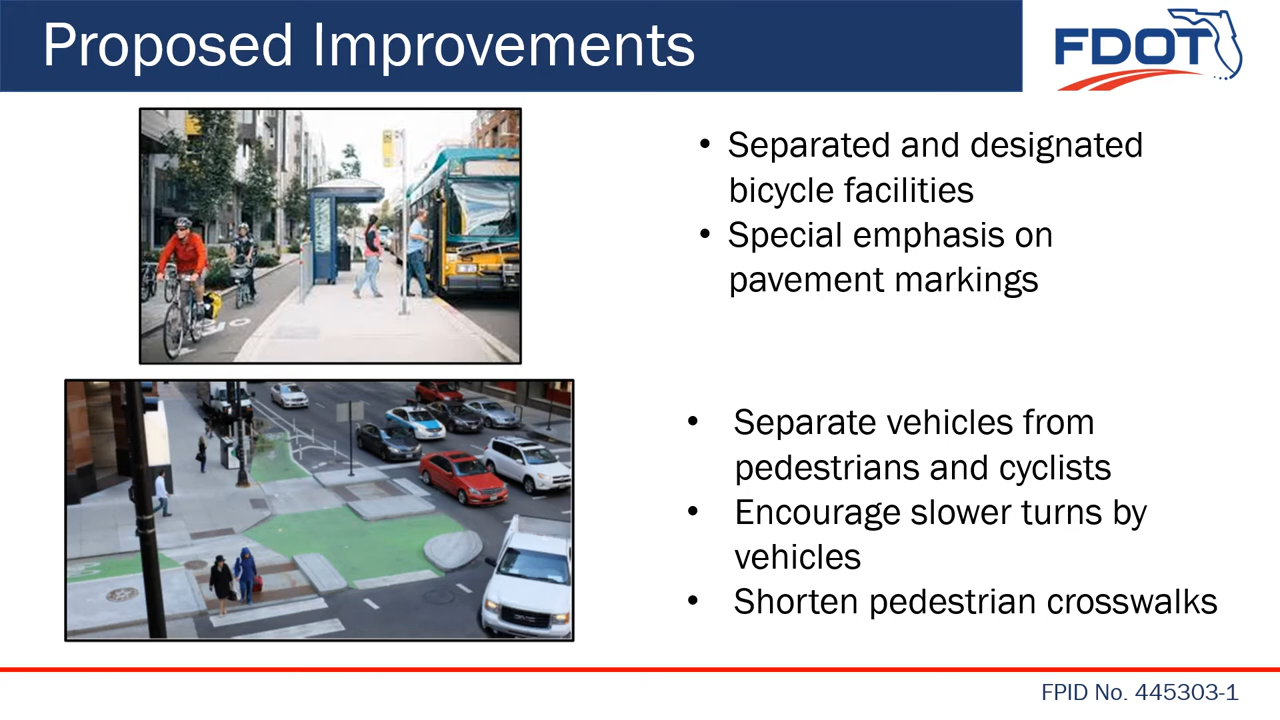 Proposed Improvements
FDOT
• Separated and designated
bicycle facilities
• Special emphasis on
pavement markings
• Separate vehicles from
pedestrians and cyclists
• Encourage slower turns by
vehicles
• Shorten pedestrian crosswalks
FPID No. 445303-1